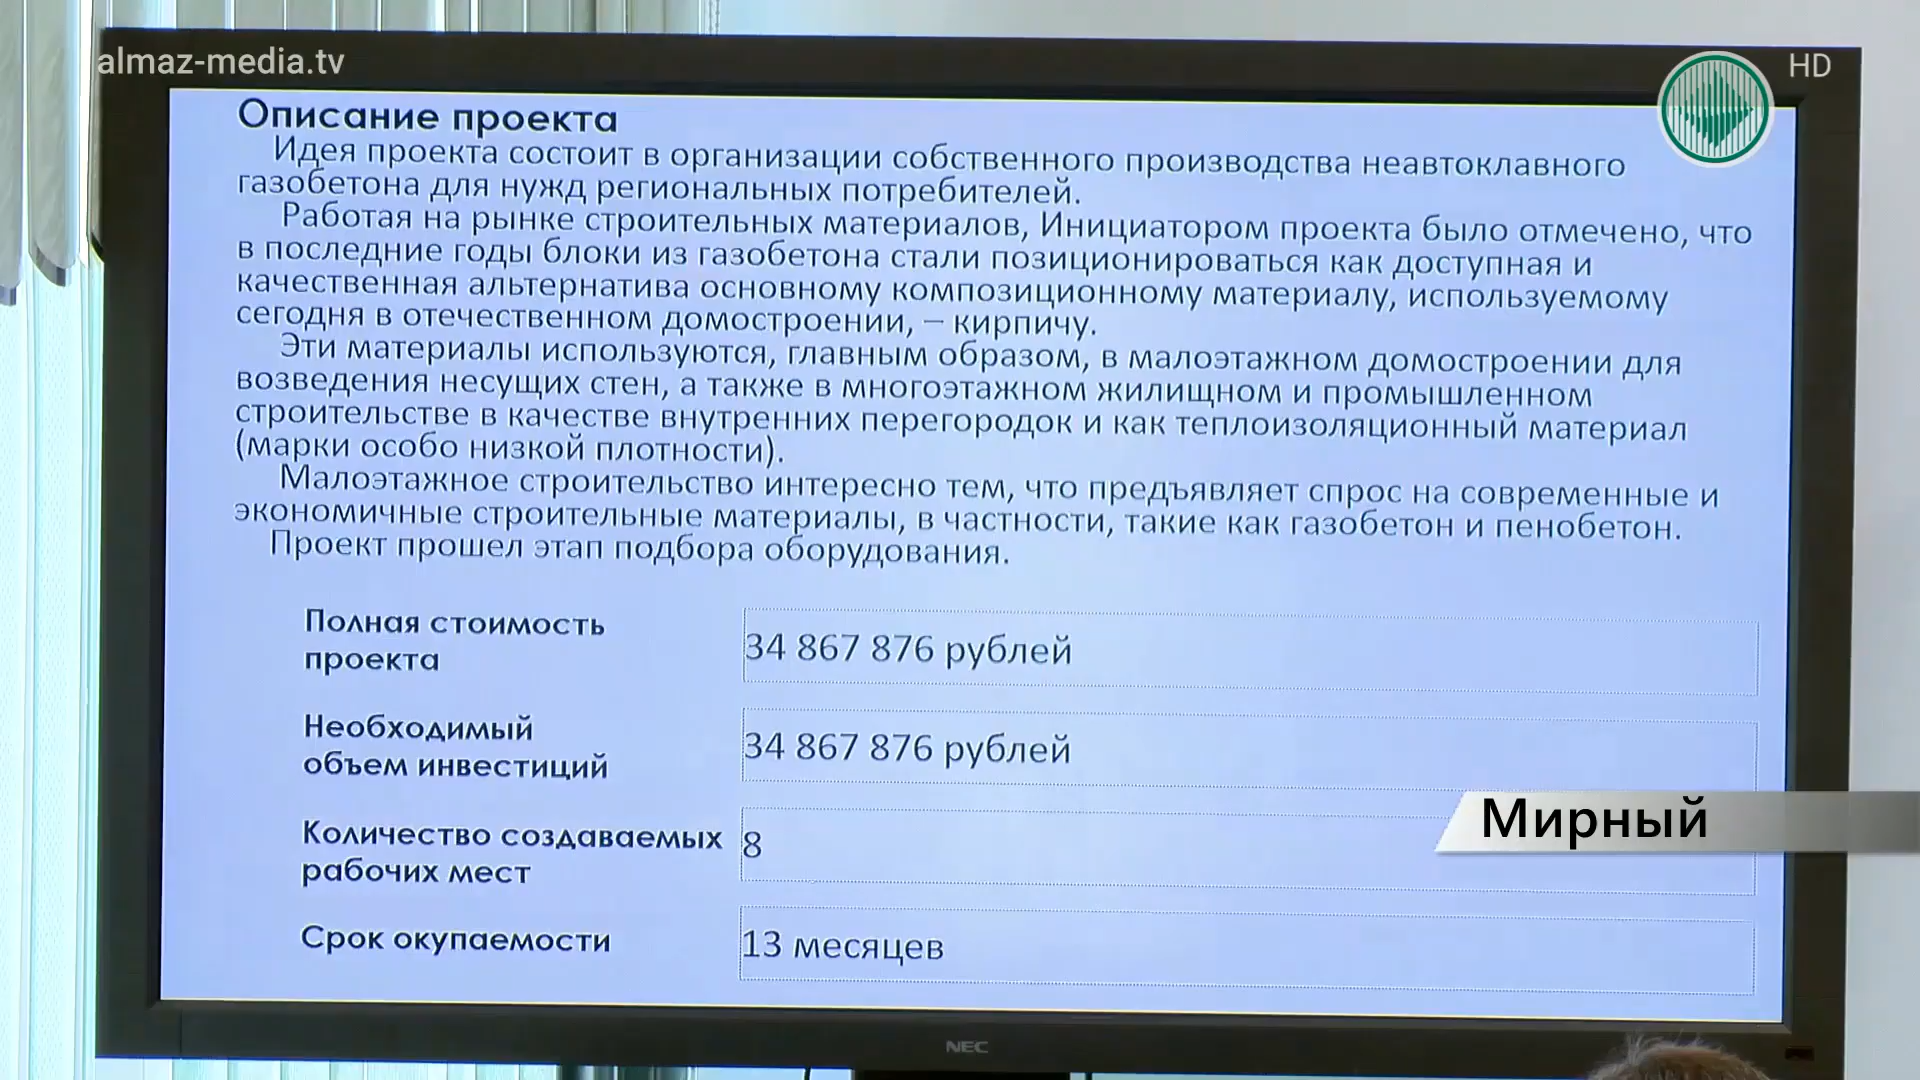 almaz-media.tv
HD
Описание проекта
Идея проекта состоит в организации собственного производства неавтоклавного
газобетона для нужд региональных потребителей.
Работая на рынке строительных материалов, Инициатором проекта было отмечено, что
в последние годы блоки из газобетона стали позиционироваться как доступная и
качественная альтернатива основному композиционному материалу, используемому
сегодня в отечественном домостроении, – кирпичу.
Эти материалы используются, главным образом, в малоэтажном домостроении для
возведения несущих стен, а также в многоэтажном жилищном и промышленном
строительстве в качестве внутренних перегородок и как теплоизоляционный материал
(марки особо низкой плотности).
Малоэтажное строительство интересно тем, что предъявляет спрос на современные и
экономичные строительные материалы, в частности, такие как газобетон и пенобетон.
Проект прошел этап подбора оборудования.
Полная стоимость
проекта
34 867 876 рублей
Необходимый
объем инвестиций
34 867 876 рублей
Мирный
Количество создаваемых
рабочих мест
8
Срок окупаемости
13 месяцев
NEC